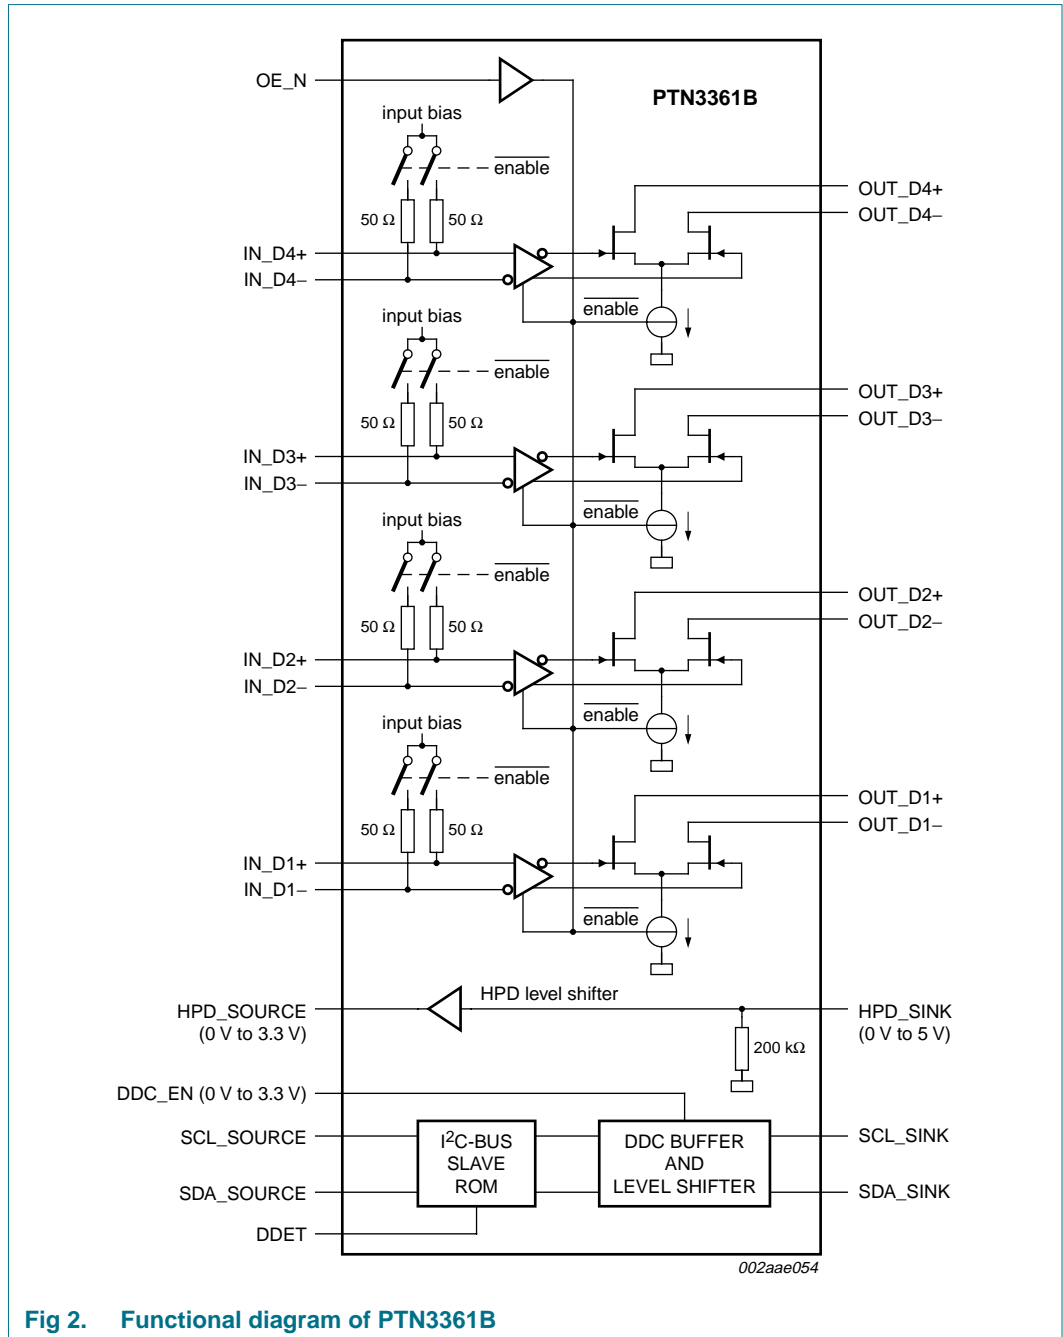 OE_N
PTN3361B
input bias
enable
OUT_D4+
OUT_D4−
50 Ω
50 Ω
IN_D4+
IN_D4−
enable
input bias
enable
OUT_D3+
OUT_D3−
50 Ω
50 Ω
IN_D3+
IN_D3−
enable
input bias
enable
OUT_D2+
OUT_D2−
50 Ω
50 Ω
IN_D2+
IN_D2−
enable
input bias
enable
OUT_D1+
OUT_D1−
50 Ω
50 Ω
IN_D1+
IN_D1−
enable
HPD level shifter
HPD_SOURCE
(0 V to 3.3 V)
HPD_SINK
(0 V to 5 V)
200 kΩ
DDC_EN (0 V to 3.3 V)
SCL_SOURCE
I²C-BUS
SLAVE
ROM
DDC BUFFER
AND
LEVEL SHIFTER
SCL_SINK
SDA_SOURCE
SDA_SINK
DDET
002aae054
Fig 2. Functional diagram of PTN3361B